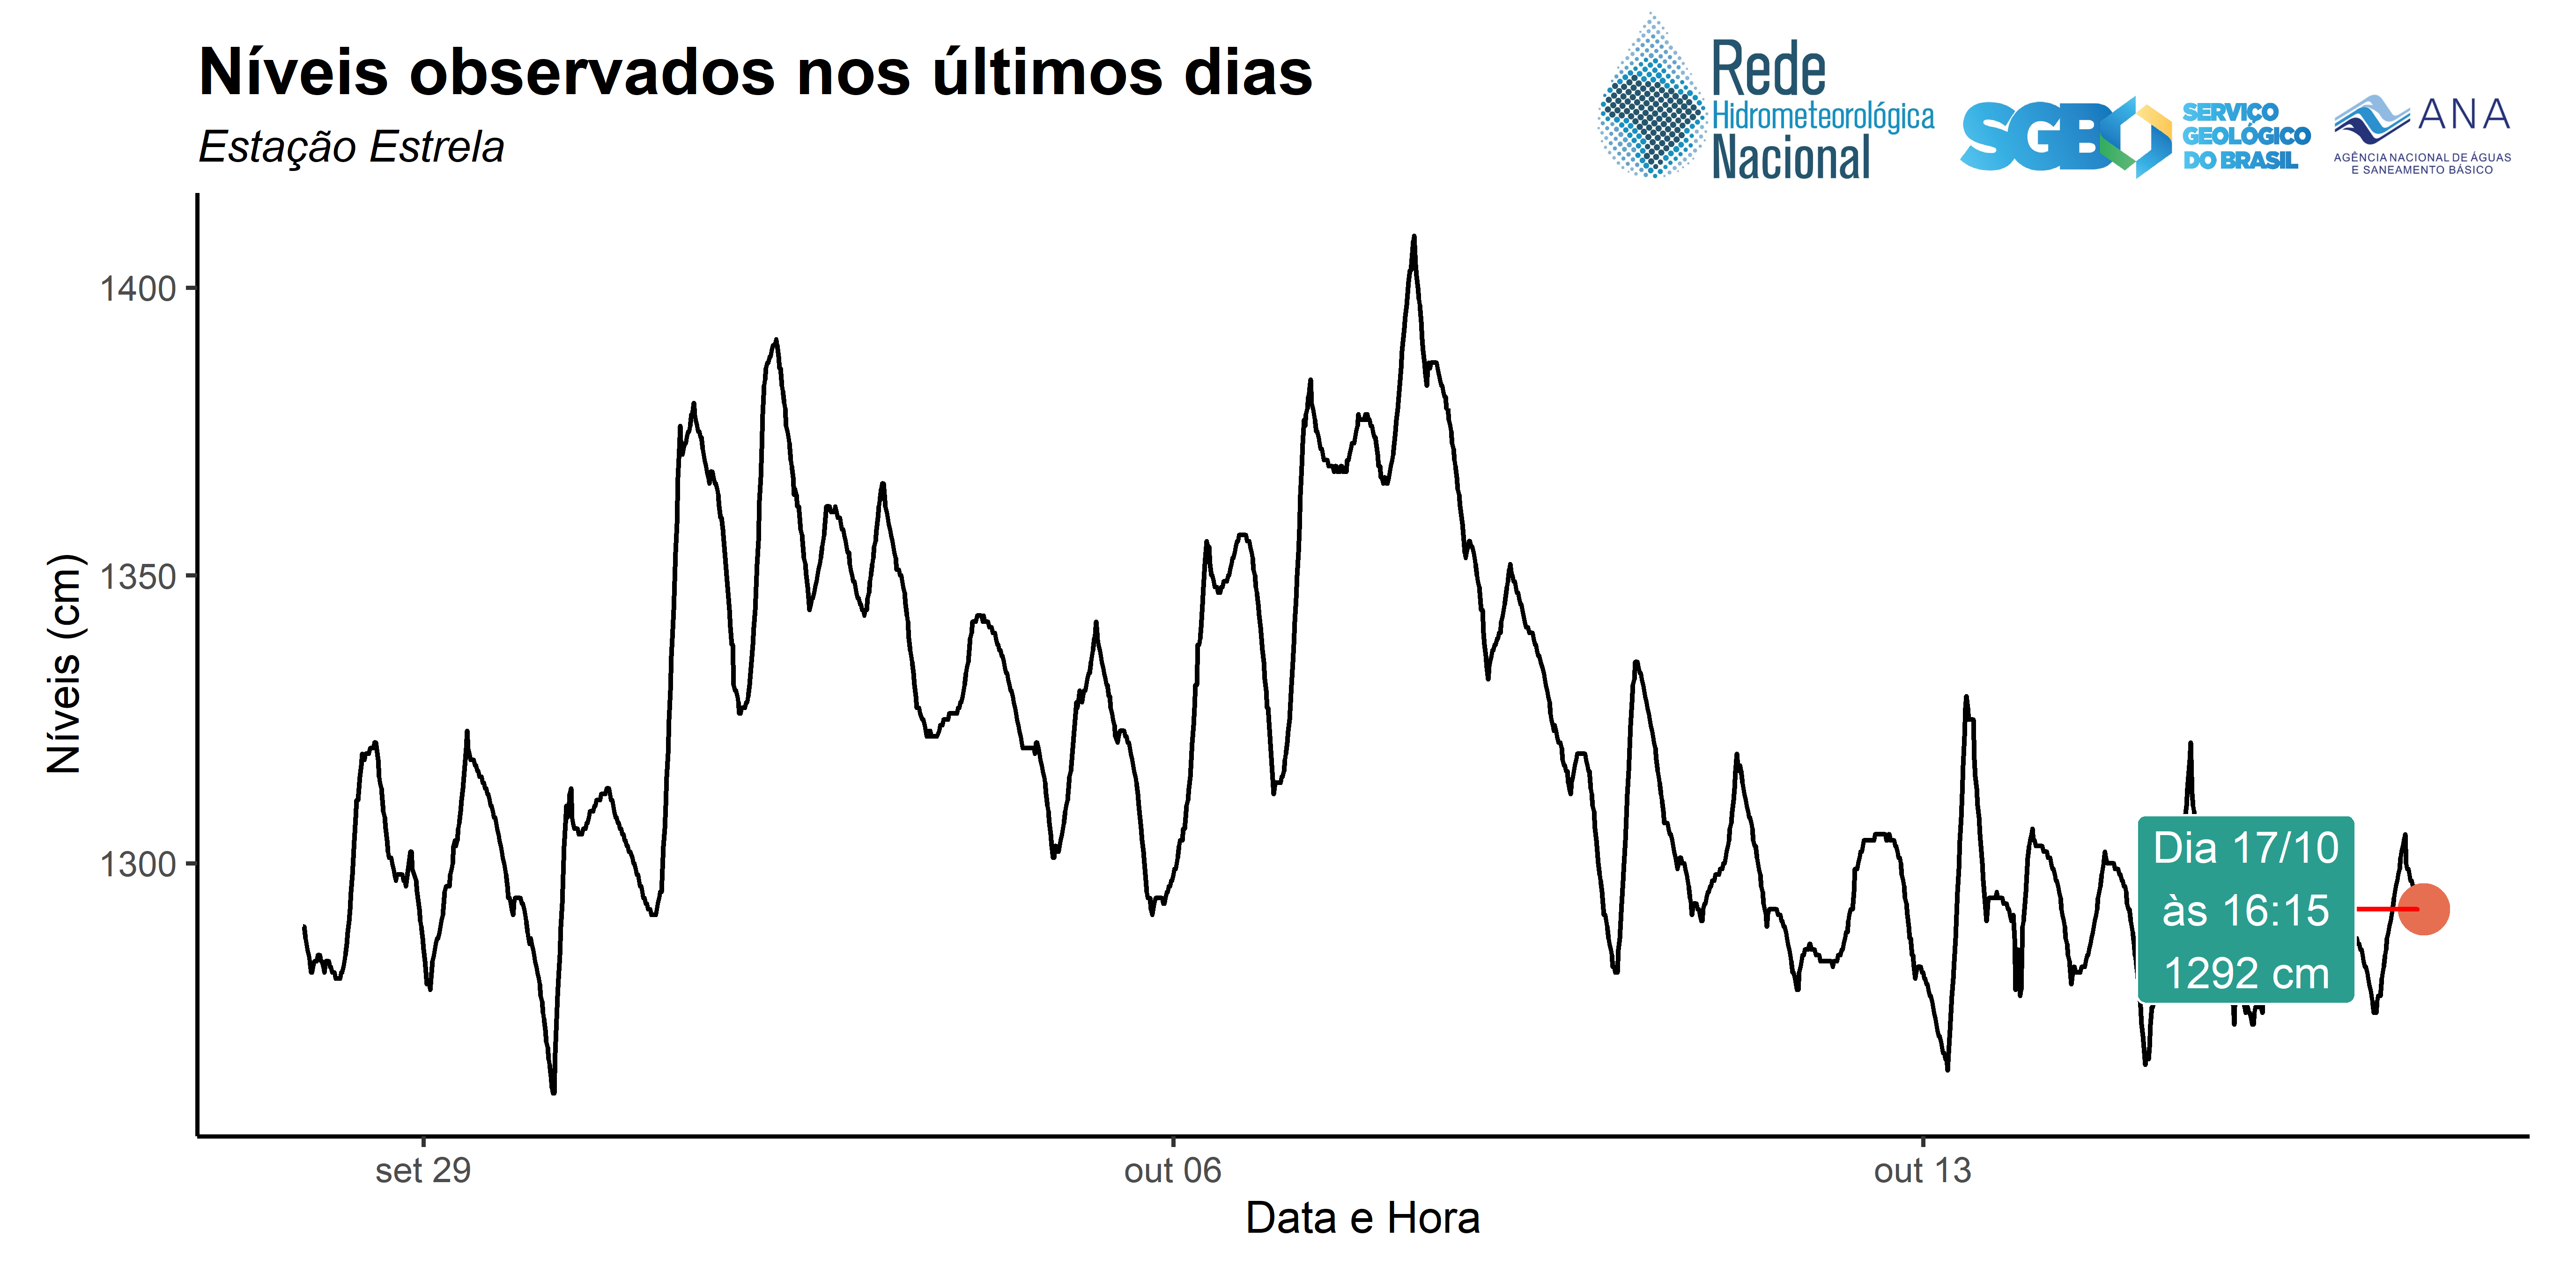 Níveis observados nos últimos dias
Estação Estrela
Rede
Hidrometeorológica
Nacional
SGB
SERVIÇO
GEOLÓGICO
DO BRASIL
ANA
AGÊNCIA NACIONAL DE ÁGUAS
E SANEAMENTO BÁSICO
Níveis (cm)
1400
1350
1300
Dia 17/10
às 16:15
1292 cm
set 29
out 06
out 13
Data e Hora